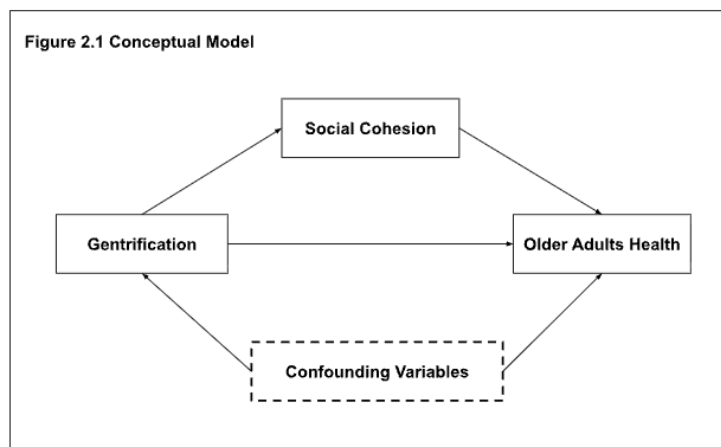 Figure 2.1 Conceptual Model
Social Cohesion
Gentrification
Older Adults Health
Confounding Variables